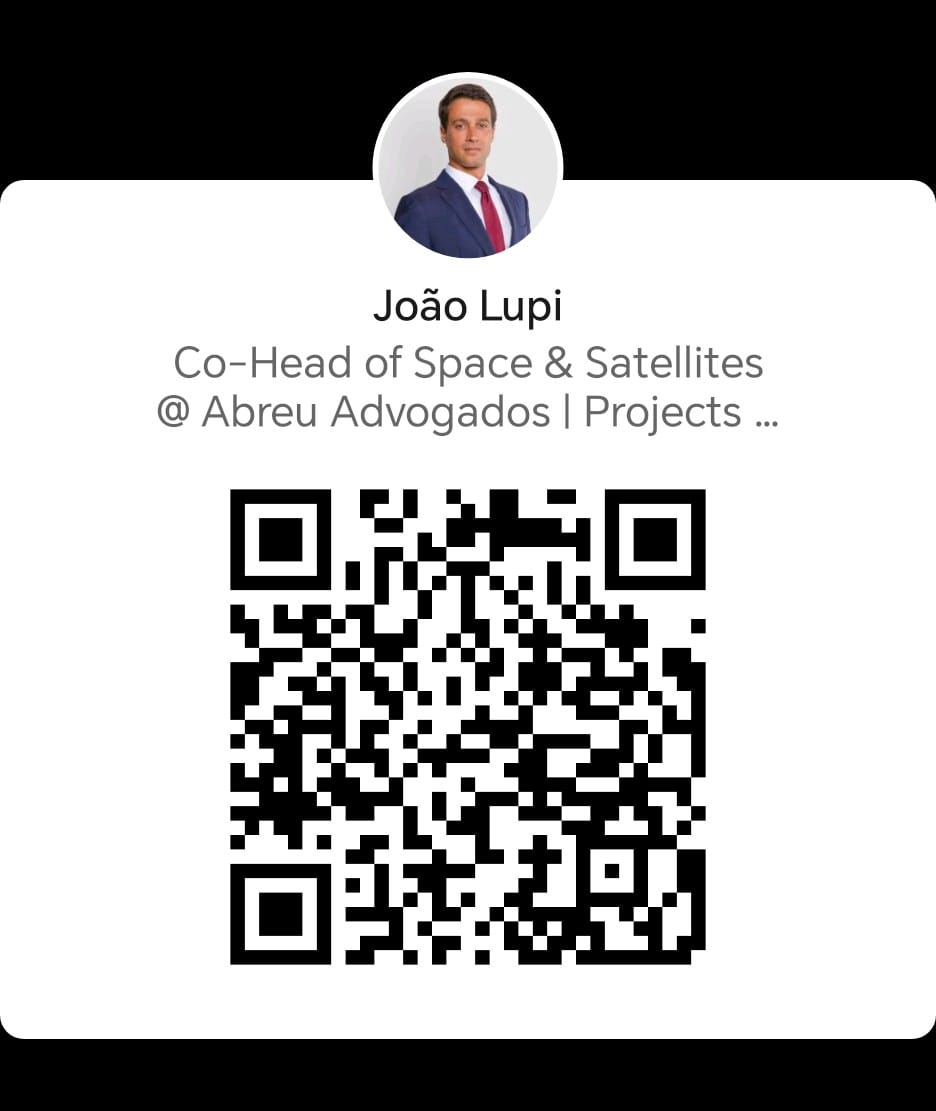 João Lupi
Co-Head of Space & Satellites
@ Abreu Advogados | Projects ...